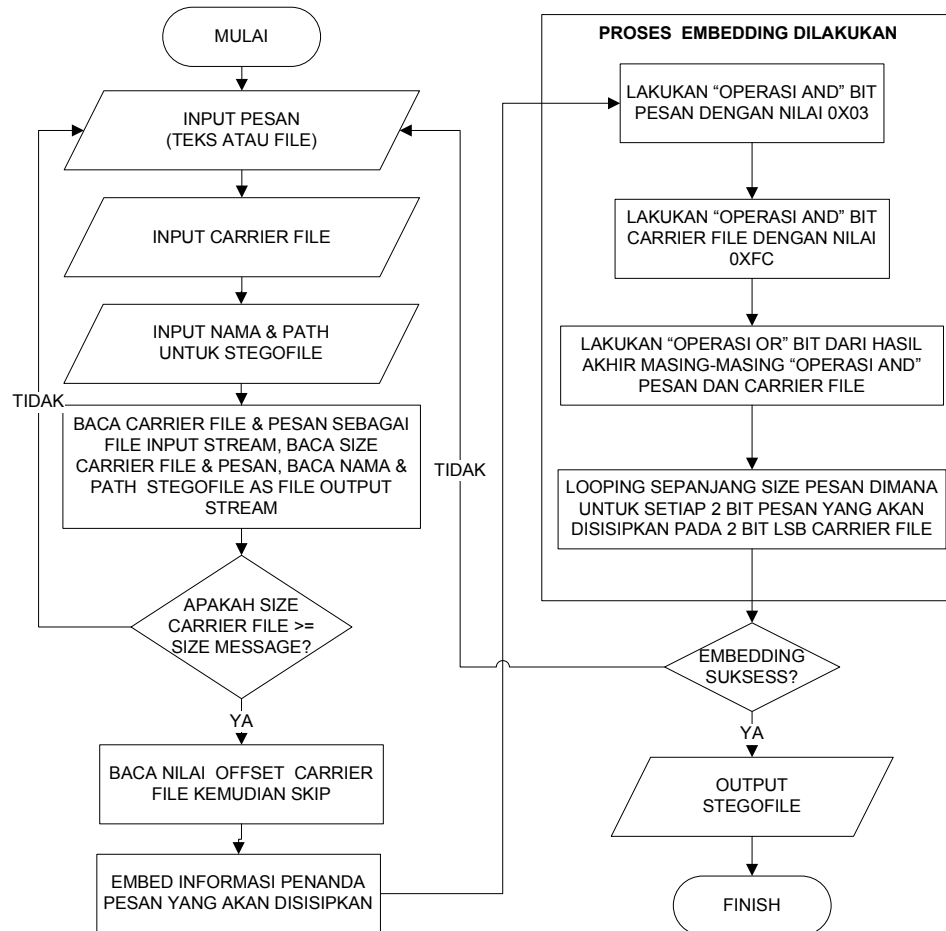 MULAI
INPUT PESAN
(TEKS ATAU FILE)
INPUT CARRIER FILE
INPUT NAMA & PATH
UNTUK STEGOFILE
TIDAK
BACA CARRIER FILE & PESAN SEBAGAI
FILE INPUT STREAM, BACA SIZE
CARRIER FILE & PESAN, BACA NAMA &
PATH STEGOFILE AS FILE OUTPUT
STREAM
APAKAH SIZE
CARRIER FILE >=
SIZE MESSAGE?
YA
BACA NILAI OFFSET CARRIER
FILE KEMUDIAN SKIP
EMBED INFORMASI PENANDA
PESAN YANG AKAN DISISIPKAN
PROSES EMBEDDING DILAKUKAN
LAKUKAN “OPERASI AND” BIT
PESAN DENGAN NILAI 0X03
LAKUKAN “OPERASI AND” BIT
CARRIER FILE DENGAN NILAI
0XFC
LAKUKAN “OPERASI OR” BIT DARI HASIL
AKHIR MASING-MASING “OPERASI AND”
PESAN DAN CARRIER FILE
LOOPING SEPANJANG SIZE PESAN DIMANA
UNTUK SETIAP 2 BIT PESAN YANG AKAN
DISISIPKAN PADA 2 BIT LSB CARRIER FILE
TIDAK
EMBEDDING
SUKSESS?
YA
OUTPUT
STEGOFILE
FINISH